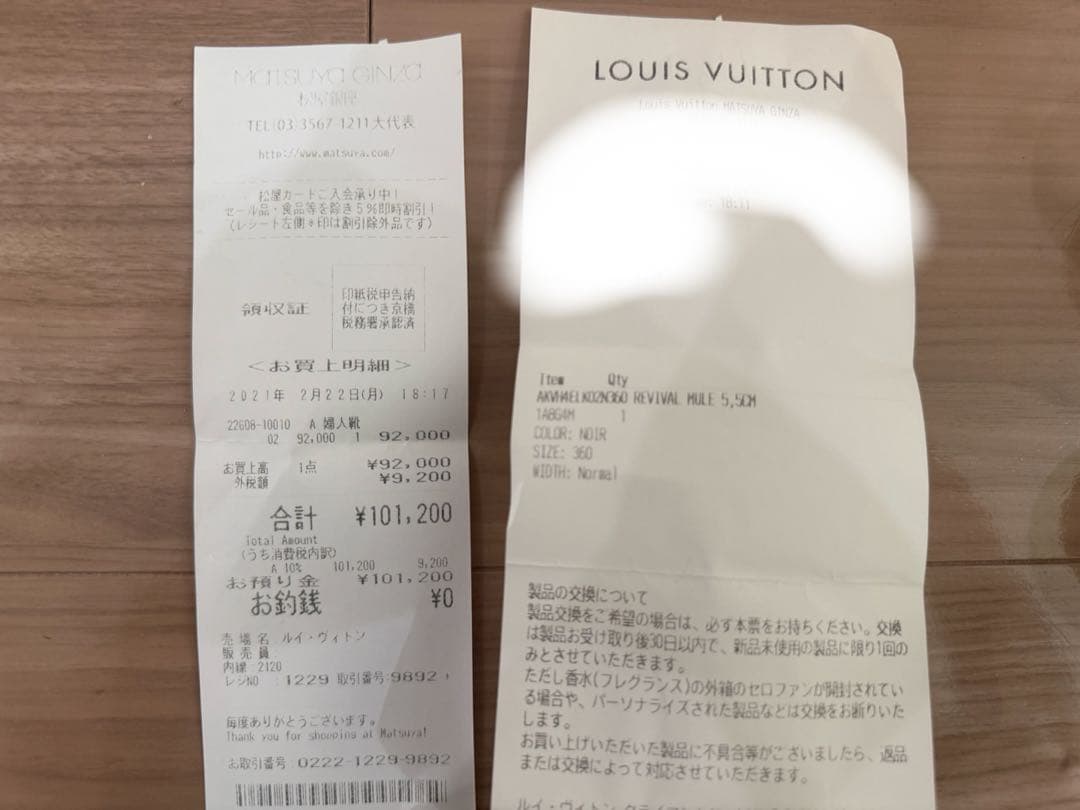 MATSUYA GINZA
松屋銀座
TEL(03)3567-1211大代表
http://www.matsuya.com/
松屋カードご入会承り中!
セール品・食品等を除き5%即時割引!
(レシート左側*印は割引除外品です)
領収証
印紙税申告納
付につき京橋
税務署承認済
<お買上明細>
2021年 2月22日(月) 18:17
22608-10010 A 婦人靴
02 92,000 1 92,000
お買上高 1点 ¥92,000
外税額 ¥9,200
合計 ¥101,200
Total Amount
(うち消費税内訳)
A 10% 101,200 9,200
お預り金 ¥101,200
お釣銭 ¥0
売場名 ルイ・ヴィトン
販売員
内線:2120
レジNO :1229 取引番号:9892
毎度ありがとうございます。
Thank you for shopping at Matsuya!
お取引番号:0222-1229-9892
LOUIS VUITTON
Louis Vuitton MATSUYA GINZA
18:11
Item Qty
AKVH4ELK02N360 REVIVAL MULE 5,5CM
1A8G4M 1
COLOR: NOIR
SIZE: 360
WIDTH: Normal
製品の交換について
製品交換をご希望の場合は、必ず本票をお持ちください。交換
は製品お受け取り後30日以内で、新品未使用の製品に限り1回の
みとさせていただきます。
ただし香水(フレグランス)の外箱のセロファンが開封されてい
る場合や、パーソナライズされた製品などは交換をお断りいた
します。
お買い上げいただいた製品に不具合等がございましたら、返品
または交換によって対応させていただきます。